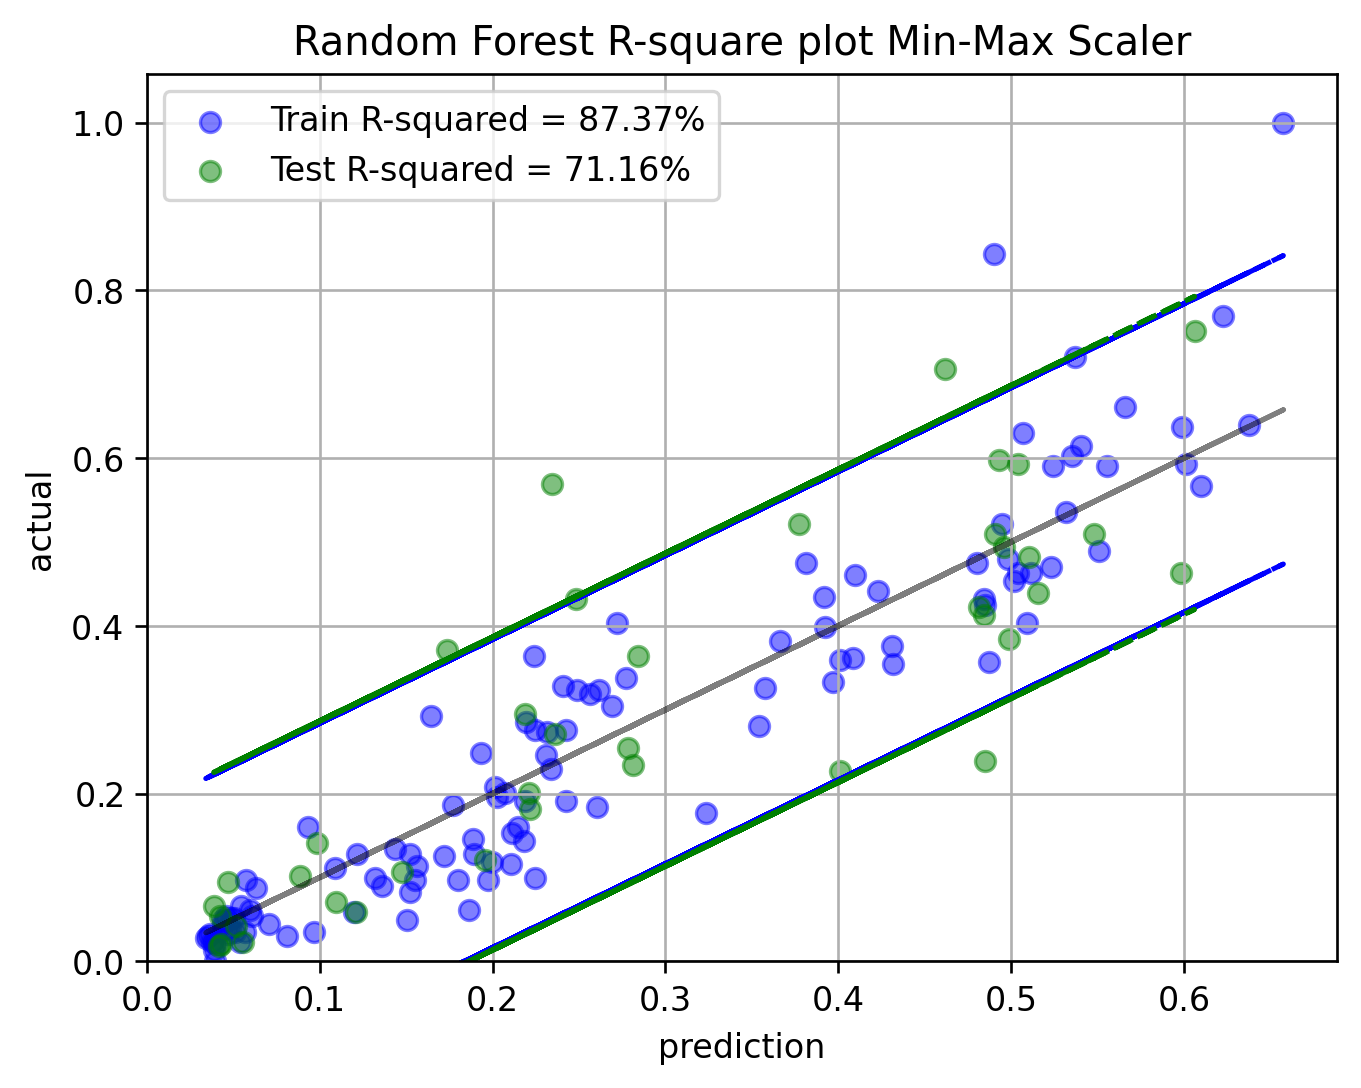 Random Forest R-square plot Min-Max Scaler
Train R-squared = 87.37%
Test R-squared = 71.16%
1.0
0.8
0.6
0.4
0.2
0.0
actual
0.0 0.1 0.2 0.3 0.4 0.5 0.6
prediction